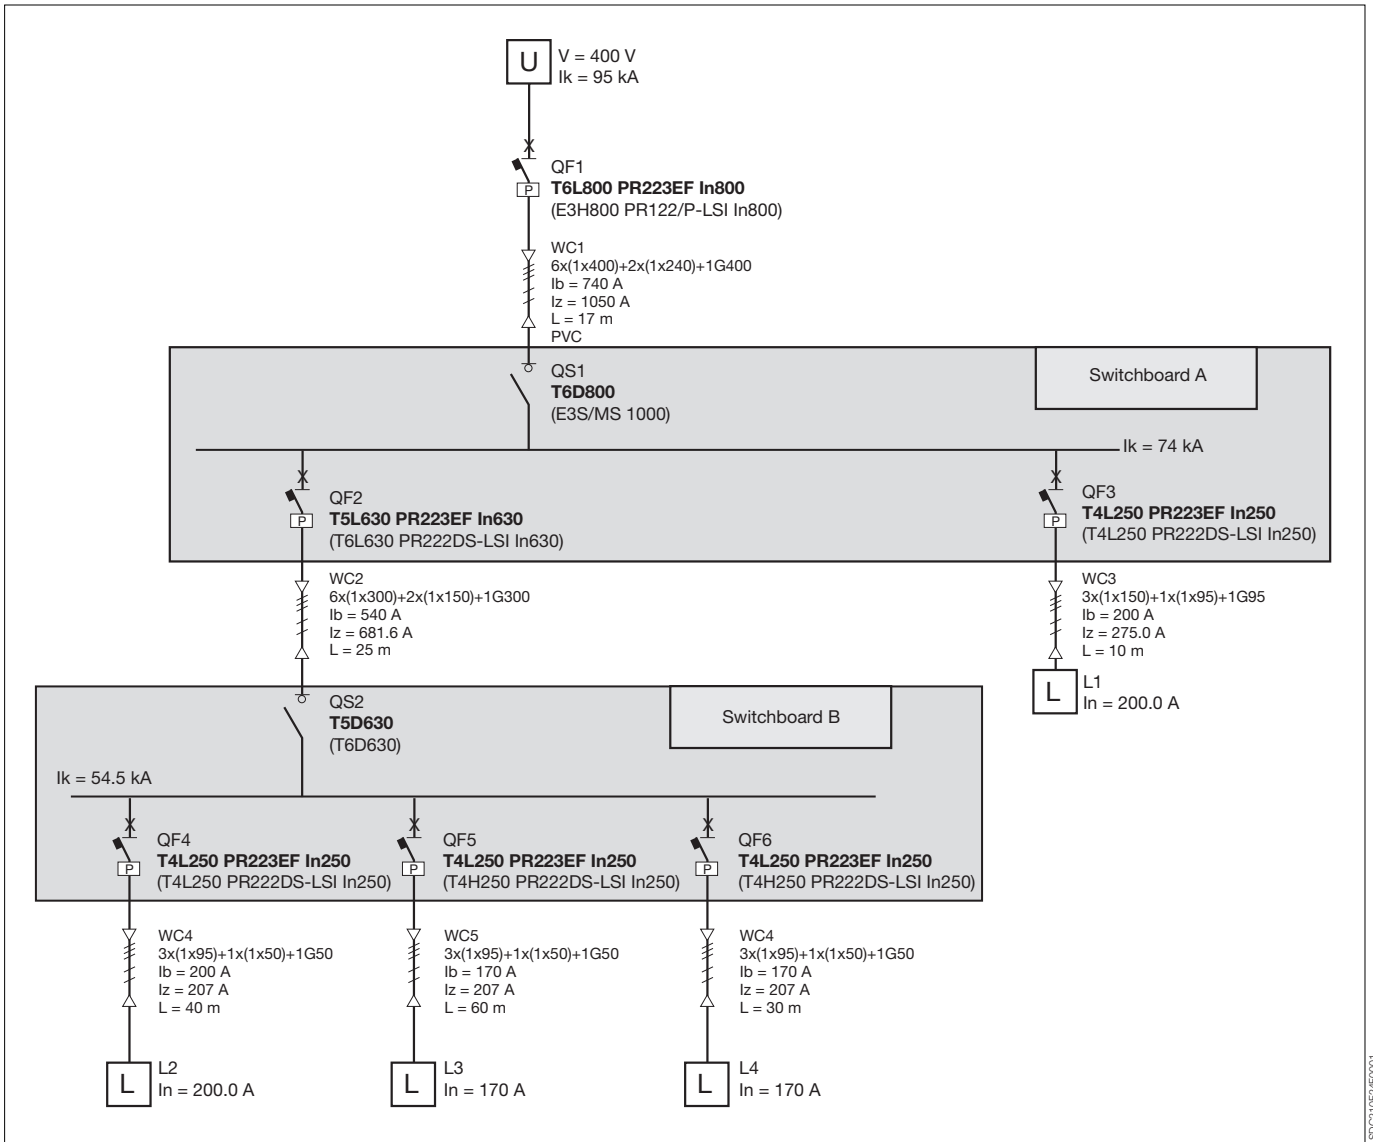 U
V = 400 V
Ik = 95 kA
QF1
T6L800 PR223EF In800
P
(E3H800 PR122/P-LSI In800)
WC1
6x(1x400)+2x(1x240)+1G400
Ib = 740 A
Iz = 1050 A
L = 17 m
PVC
QS1
T6D800
(E3S/MS 1000)
Switchboard A
Ik = 74 kA
QF2
T5L630 PR223EF In630
P
(T6L630 PR222DS-LSI In630)
QF3
T4L250 PR223EF In250
P
(T4L250 PR222DS-LSI In250)
WC2
6x(1x300)+2x(1x150)+1G300
Ib = 540 A
Iz = 681.6 A
L = 25 m
WC3
3x(1x150)+1x(1x95)+1G95
Ib = 200 A
Iz = 275.0 A
L = 10 m
L
L1
In = 200.0 A
QS2
T5D630
(T6D630)
Switchboard B
Ik = 54.5 kA
QF4
T4L250 PR223EF In250
P
(T4L250 PR222DS-LSI In250)
QF5
T4L250 PR223EF In250
P
(T4H250 PR222DS-LSI In250)
QF6
T4L250 PR223EF In250
P
(T4H250 PR222DS-LSI In250)
WC4
3x(1x95)+1x(1x50)+1G50
Ib = 200 A
Iz = 207 A
L = 40 m
WC5
3x(1x95)+1x(1x50)+1G50
Ib = 170 A
Iz = 207 A
L = 60 m
WC4
3x(1x95)+1x(1x50)+1G50
Ib = 170 A
Iz = 207 A
L = 30 m
L
L2
In = 200.0 A
L
L3
In = 170 A
L
L4
In = 170 A